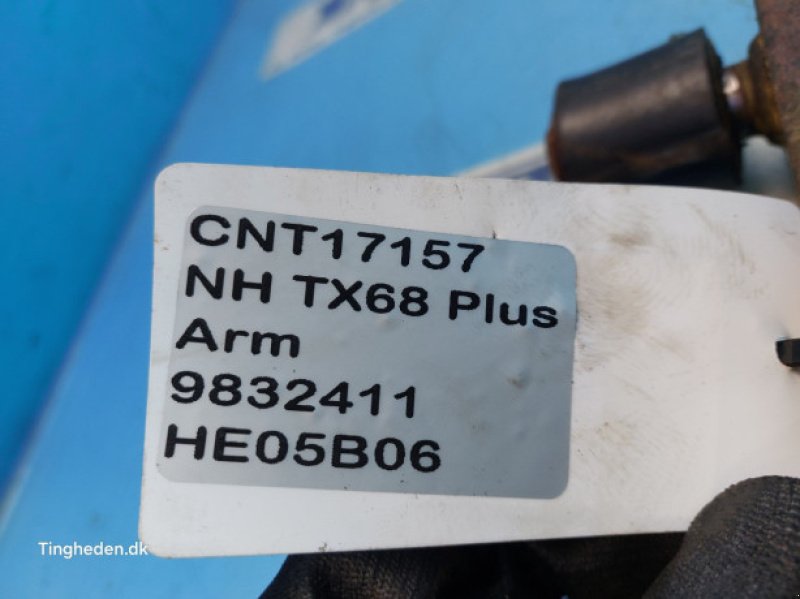 CNT17157
NH TX68 Plus
Arm
9832411
HE05B06
Tingheden.dk